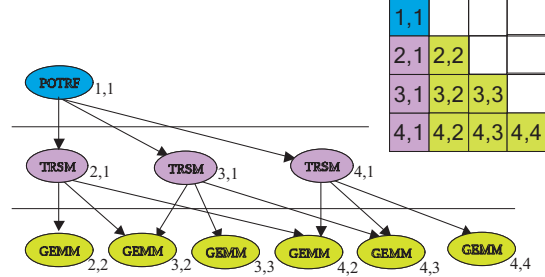 1,1
2,1 2,2
3,1 3,2 3,3
4,1 4,2 4,3 4,4
POTRF 1,1
TRSM 2,1 TRSM 3,1 TRSM 4,1
GEMM 2,2 GEMM 3,2 GEMM 3,3 GEMM 4,2 GEMM 4,3 GEMM 4,4